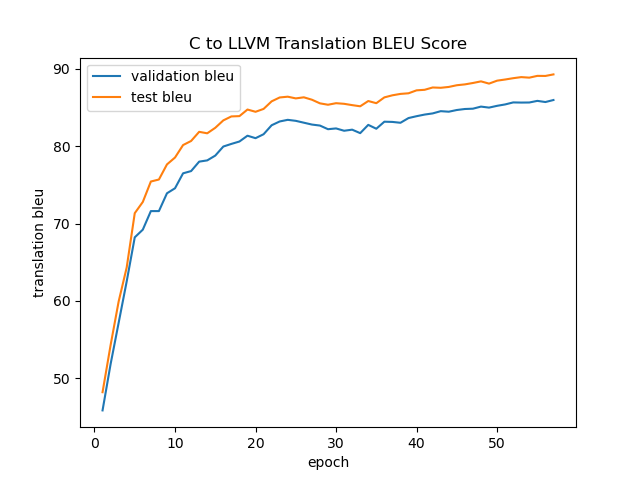 C to LLVM Translation BLEU Score
validation bleu
test bleu
translation bleu
90
80
70
60
50
0 10 20 30 40 50
epoch